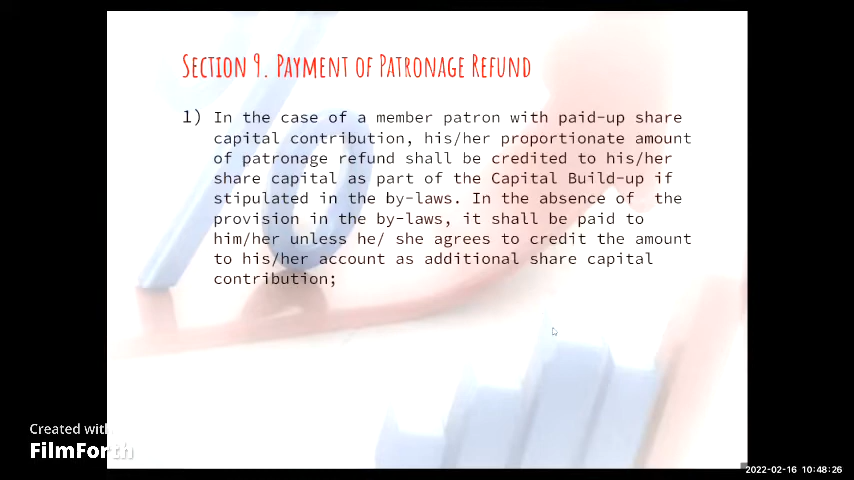 SECTION 9. PAYMENT OF PATRONAGE REFUND
1) In the case of a member patron with paid-up share
capital contribution, his/her proportionate amount
of patronage refund shall be credited to his/her
share capital as part of the Capital Build-up if
stipulated in the by-laws. In the absence of the
provision in the by-laws, it shall be paid to
him/her unless he/ she agrees to credit the amount
to his/her account as additional share capital
contribution;
Created with
FilmForth
2022-02-16 10:48:26